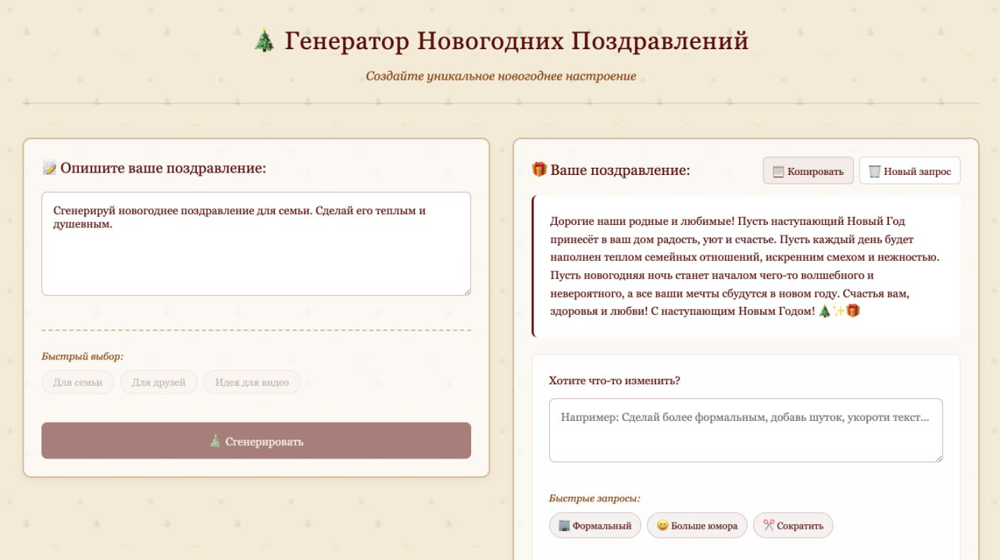 🎄 Генератор Новогодних Поздравлений
Создайте уникальное новогоднее настроение
📝 Опишите ваше поздравление:
Сгенерируй новогоднее поздравление для семьи. Сделай его теплым и
душевным.
Быстрый выбор:
Для семьи
Для друзей
Идея для видео
🎄 Сгенерировать
🎁 Ваше поздравление:
📋 Копировать
🗑️ Новый запрос
Дорогие наши родные и любимые! Пусть наступающий Новый Год
принесёт в ваш дом радость, уют и счастье. Пусть каждый день будет
наполнен теплом семейных отношений, искренним смехом и нежностью.
Пусть новогодняя ночь станет началом чего-то волшебного и
невероятного, а все ваши мечты сбудутся в новом году. Счастья вам,
здоровья и любви! С наступающим Новым Годом! 🎄✨🎁
Хотите что-то изменить?
Например: Сделай более формальным, добавь шуток, укороти текст...
Быстрые запросы:
🏢 Формальный
😄 Больше юмора
✂️ Сократить